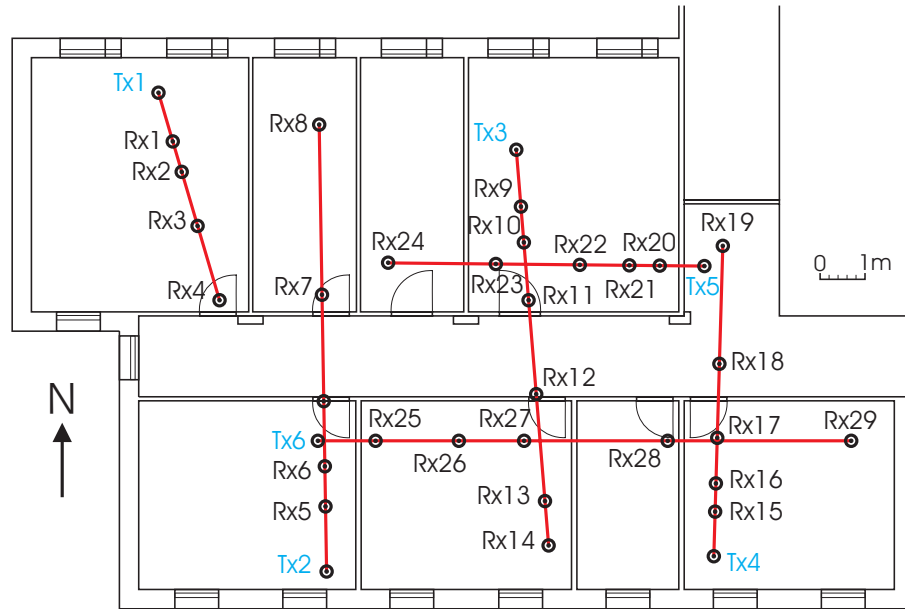 Tx1
Rx8
Rx1
Tx3
Rx2
Rx9
Rx3
Rx10
Rx19
Rx24
Rx22
Rx20
0 1m
Rx4
Rx7
Rx23
Rx11
Rx21
Tx5
Rx18
Rx12
N
Tx6
Rx25
Rx27
Rx17
Rx29
Rx6
Rx26
Rx28
Rx16
Rx5
Rx13
Rx15
Rx14
Tx2
Tx4